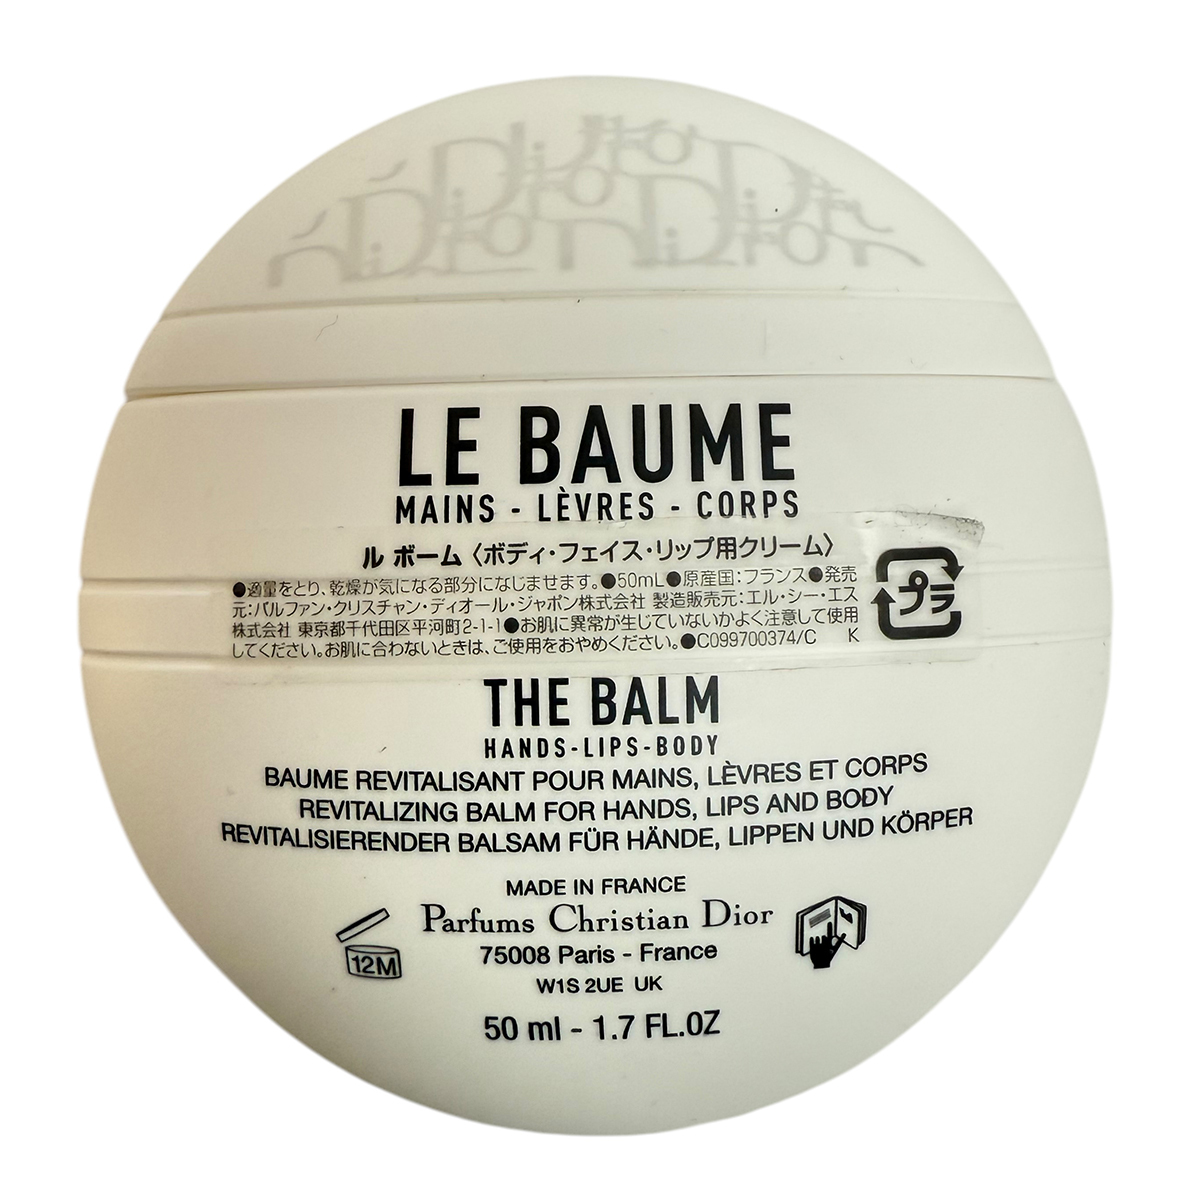 LE BAUME
MAINS - LÈVRES - CORPS
ル ボーム〈ボディ・フェイス・リップ用クリーム〉
●適量をとり、乾燥が気になる部分になじませます。●50mL●原産国:フランス●発売
元:パルファン・クリスチャン・ディオール・ジャポン株式会社 製造販売元:エル・シー・エス
株式会社 東京都千代田区平河町2-1-1●お肌に異常が生じていないかよく注意して使用
してください。お肌に合わないときは、ご使用をおやめください。●C099700374/C K
プラ
THE BALM
HANDS-LIPS-BODY
BAUME REVITALISANT POUR MAINS, LÈVRES ET CORPS
REVITALIZING BALM FOR HANDS, LIPS AND BODY
REVITALISIERENDER BALSAM FÜR HÄNDE, LIPPEN UND KÖRPER
MADE IN FRANCE
Parfums Christian Dior
75008 Paris - France
12M
W1S 2UE UK
50 ml - 1.7 FL.OZ